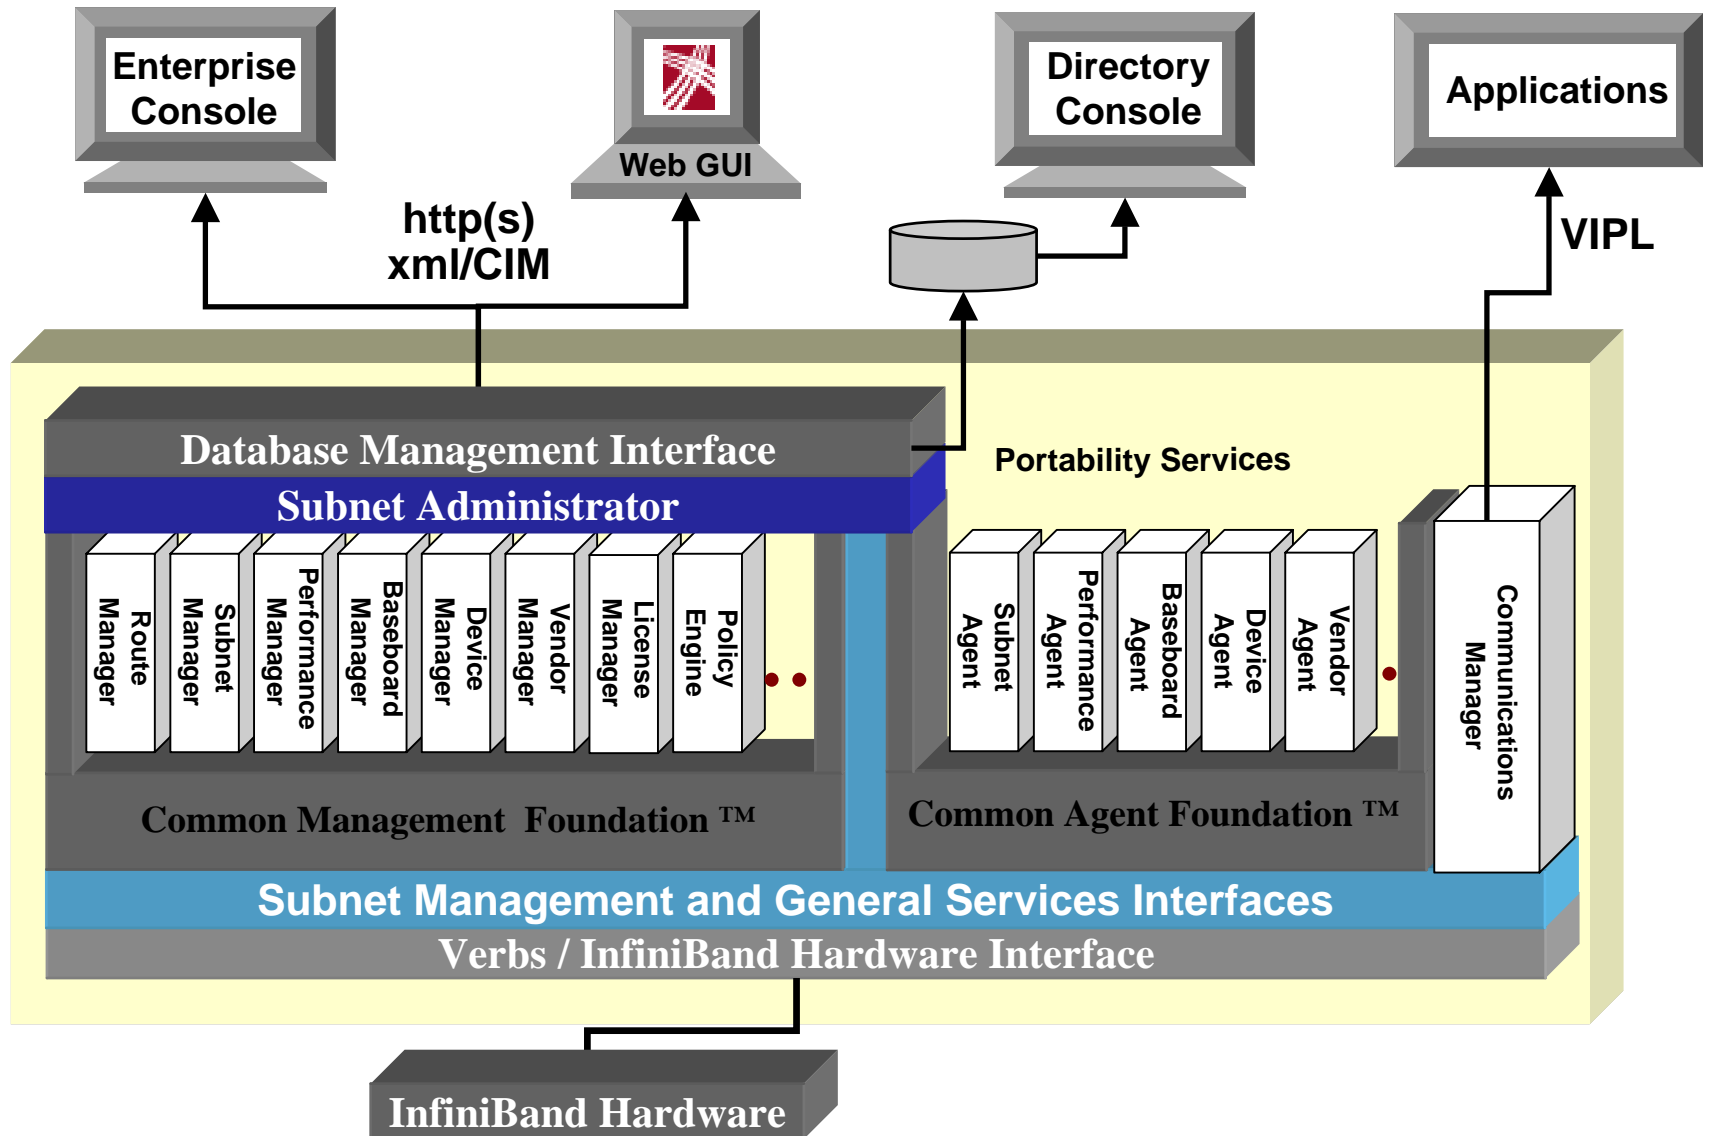 Enterprise
Console
Web GUI
Directory
Console
Applications
http(s)
xml/CIM
VIPL
Database Management Interface
Subnet Administrator
Portability Services
Route
Manager
Subnet
Manager
Performance
Manager
Baseboard
Manager
Device
Manager
Vendor
Manager
License
Manager
Policy
Engine
Subnet
Agent
Performance
Agent
Baseboard
Agent
Device
Agent
Vendor
Agent
Communications
Manager
Common Management Foundation ™
Common Agent Foundation ™
Subnet Management and General Services Interfaces
Verbs / InfiniBand Hardware Interface
InfiniBand Hardware